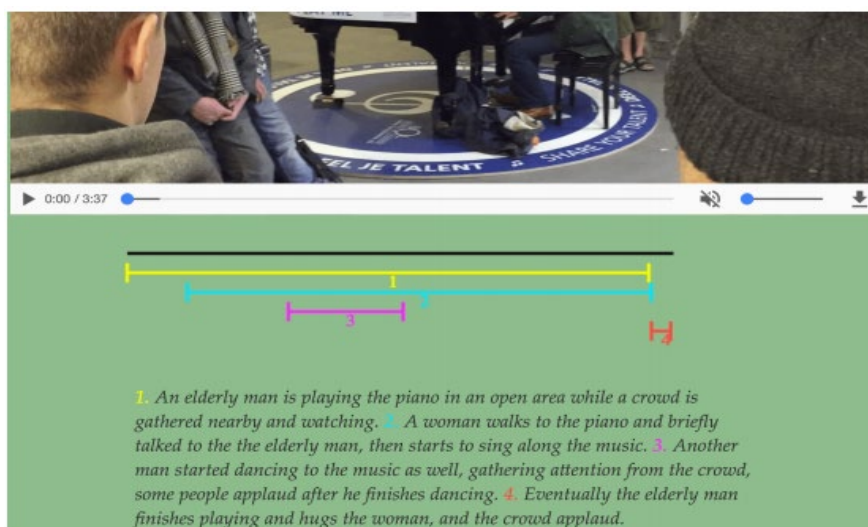 EL JE TALENT
SHARE YOUR TALENT
0:00 / 3:37
1
2
3
4
1. An elderly man is playing the piano in an open area while a crowd is
gathered nearby and watching. 2. A woman walks to the piano and briefly
talked to the the elderly man, then starts to sing along the music. 3. Another
man started dancing to the music as well, gathering attention from the crowd,
some people applaud after he finishes dancing. 4. Eventually the elderly man
finishes playing and hugs the woman, and the crowd applaud.